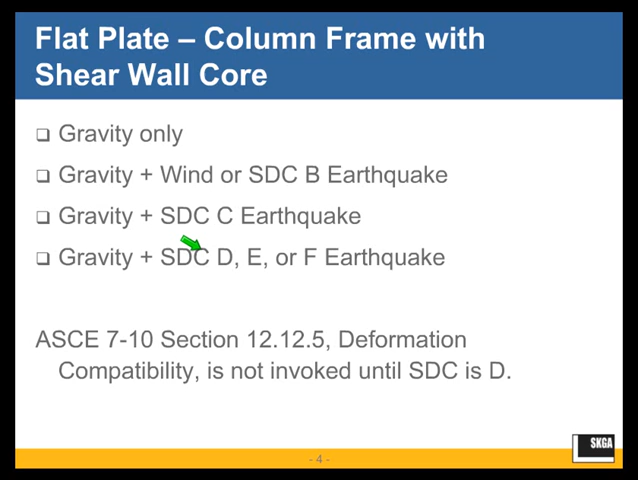 Flat Plate – Column Frame with
Shear Wall Core
Gravity only
Gravity + Wind or SDC B Earthquake
Gravity + SDC C Earthquake
Gravity + SDC D, E, or F Earthquake
ASCE 7-10 Section 12.12.5, Deformation
Compatibility, is not invoked until SDC is D.
- 4 -
SKGA